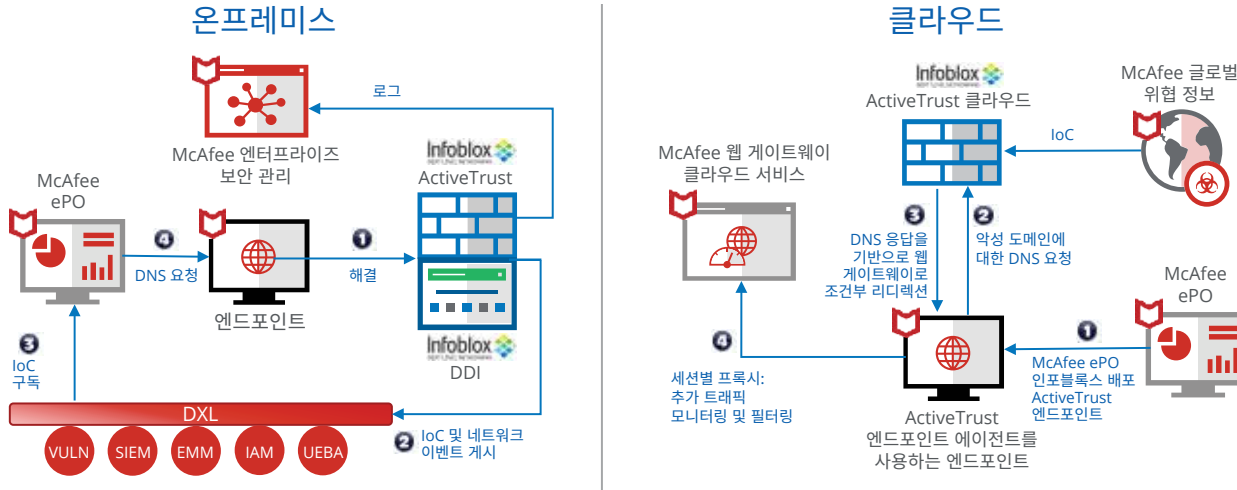 온프레미스
로그
McAfee 엔터프라이즈
보안 관리
McAfee
ePO
Infoblox
ActiveTrust
4
DNS 요청
1
해결
엔드포인트
Infoblox
DDI
3
IoC
구독
DXL
VULN
SIEM
EMM
IAM
UEBA
2
IoC 및 네트워크
이벤트 게시
클라우드
Infoblox
ActiveTrust 클라우드
McAfee 글로벌
위협 정보
IoC
McAfee 웹 게이트웨이
클라우드 서비스
3
DNS 응답을
기반으로 웹
게이트웨이로
조건부 리디렉션
2
악성 도메인에
대한 DNS 요청
McAfee
ePO
1
McAfee ePO
인포블록스 배포
ActiveTrust
엔드포인트
4
세션별 프록시:
추가 트래픽
모니터링 및 필터링
ActiveTrust
엔드포인트 에이전트를
사용하는 엔드포인트